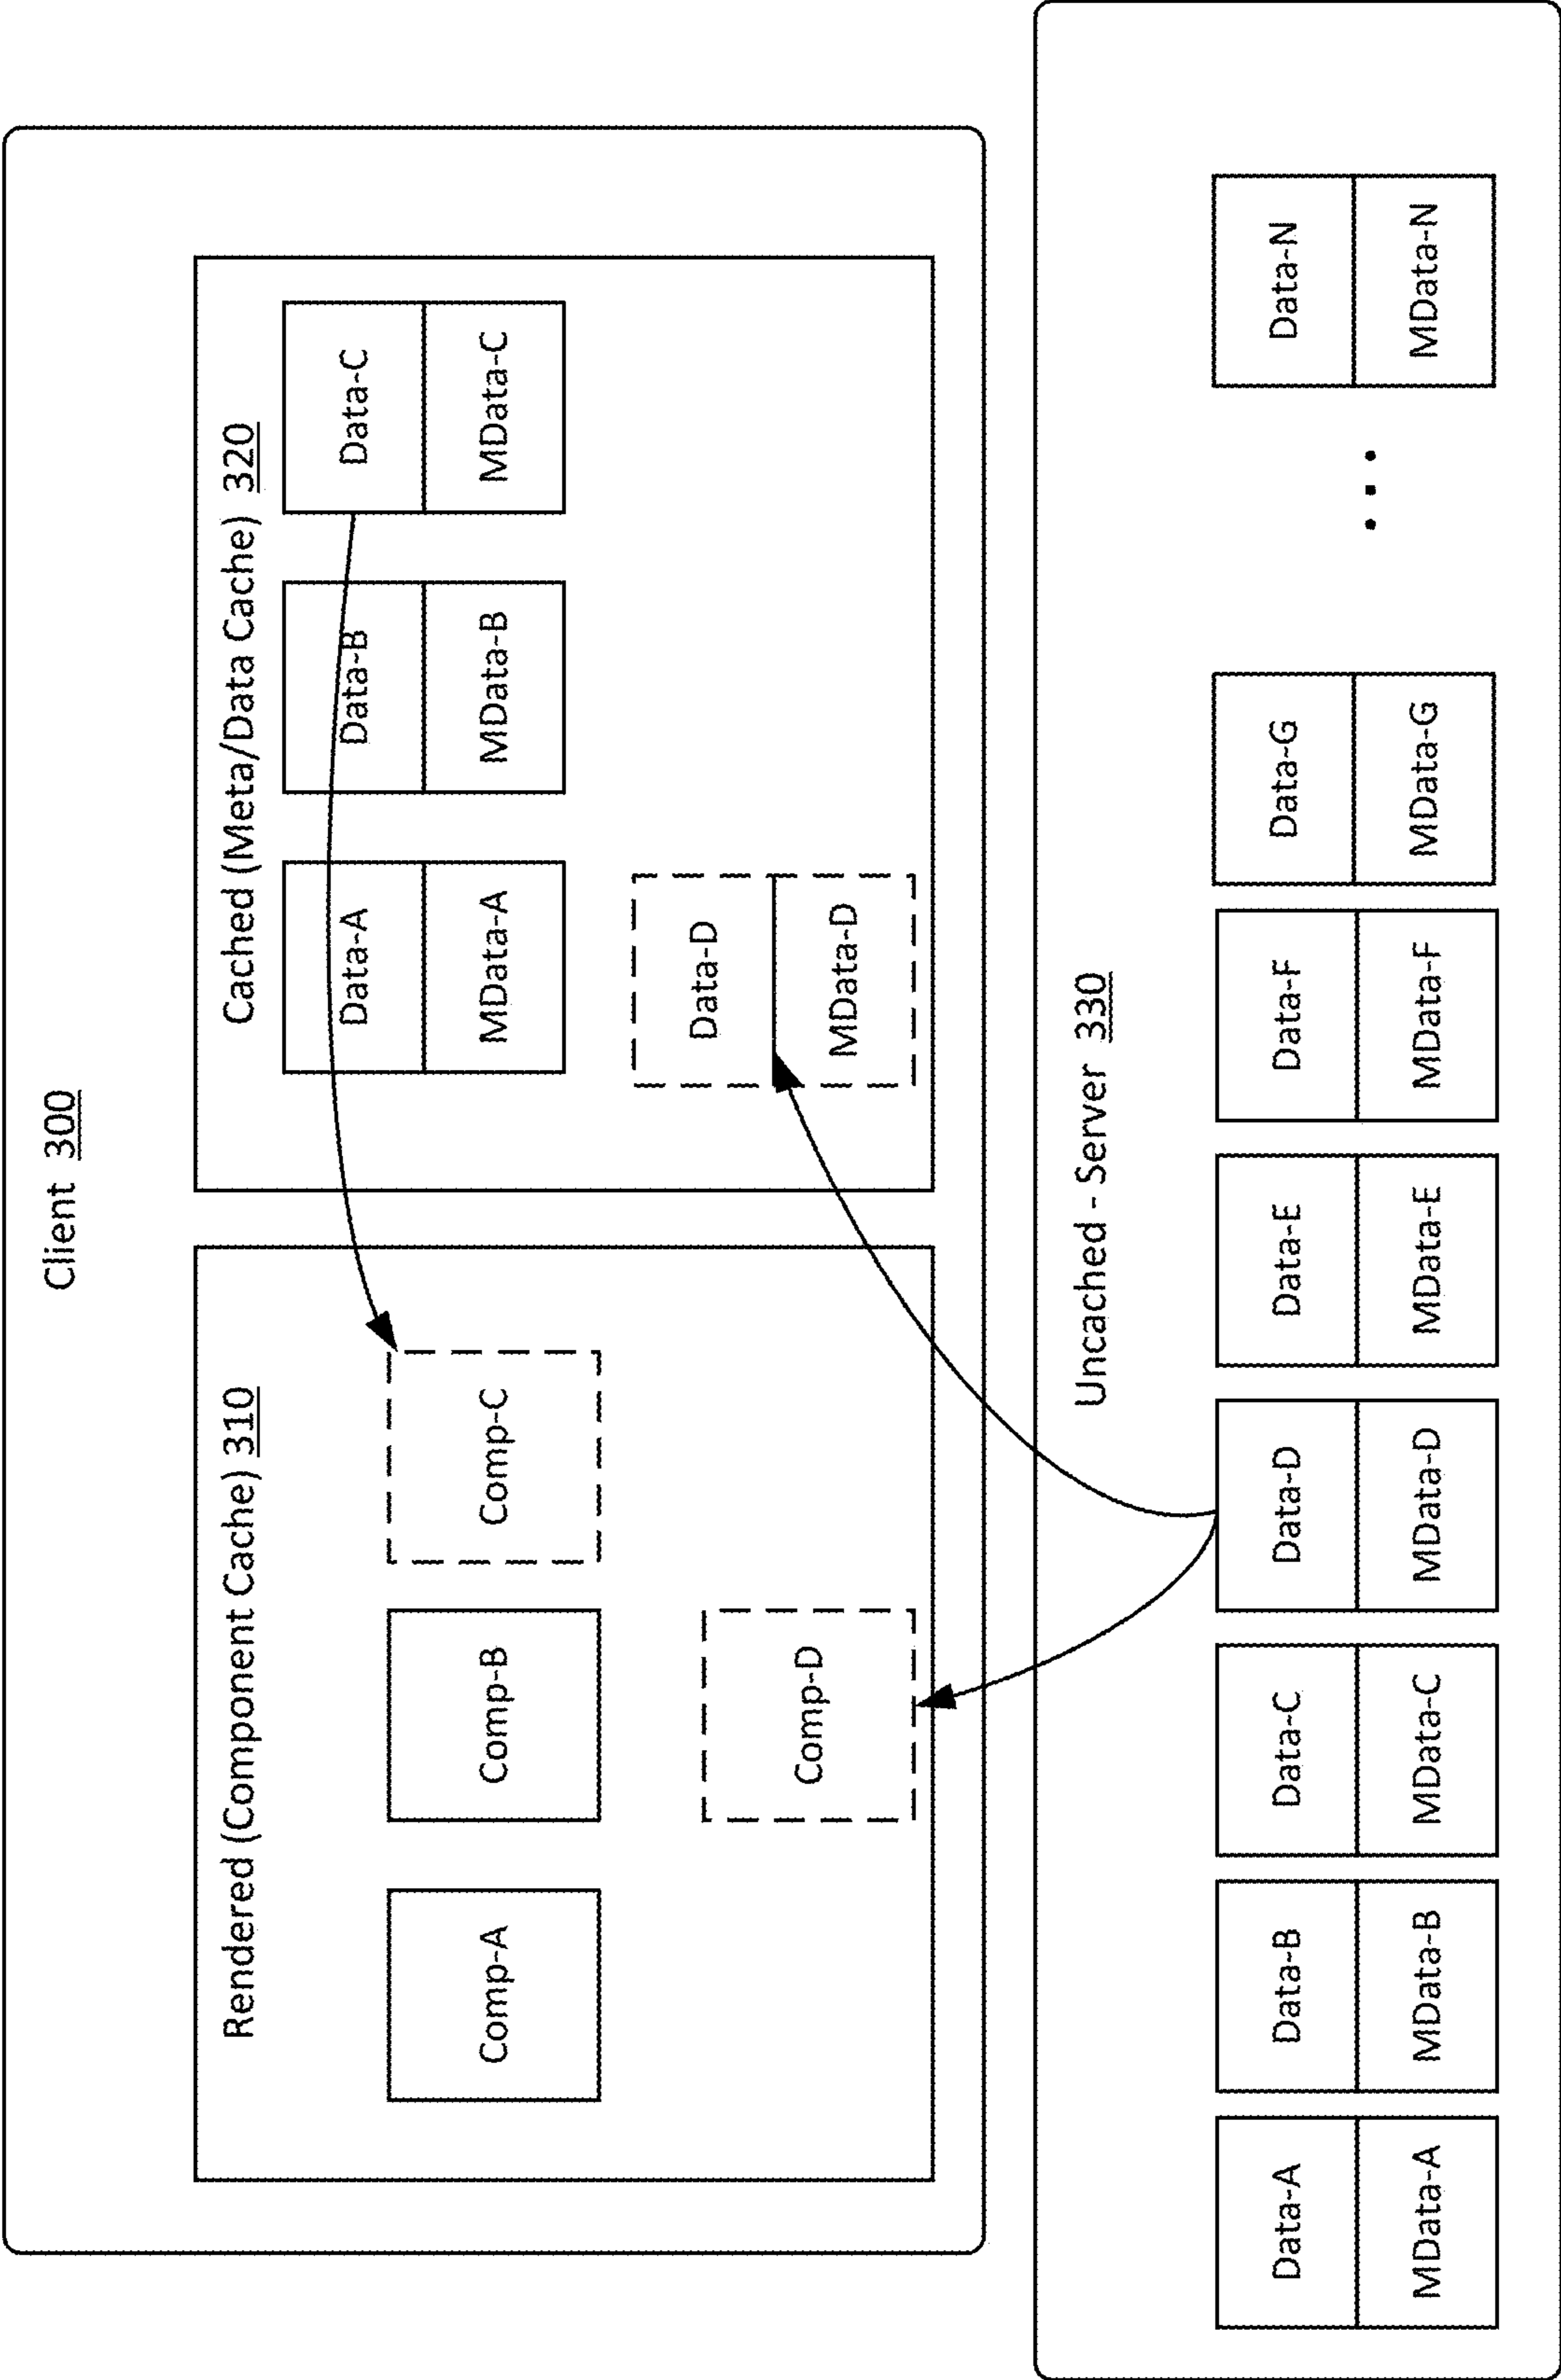 Client 300
Rendered (Component Cache) 310
Comp-A
Comp-B
Comp-C
Comp-D
Cached (Meta/Data Cache) 320
Data-A
Data-B
Data-C
MData-A
MData-B
MData-C
Data-D
MData-D
Uncached - Server 330
Data-A
Data-B
Data-C
Data-D
Data-E
Data-F
Data-G
...
Data-N
MData-A
MData-B
MData-C
MData-D
MData-E
MData-F
MData-G
MData-N